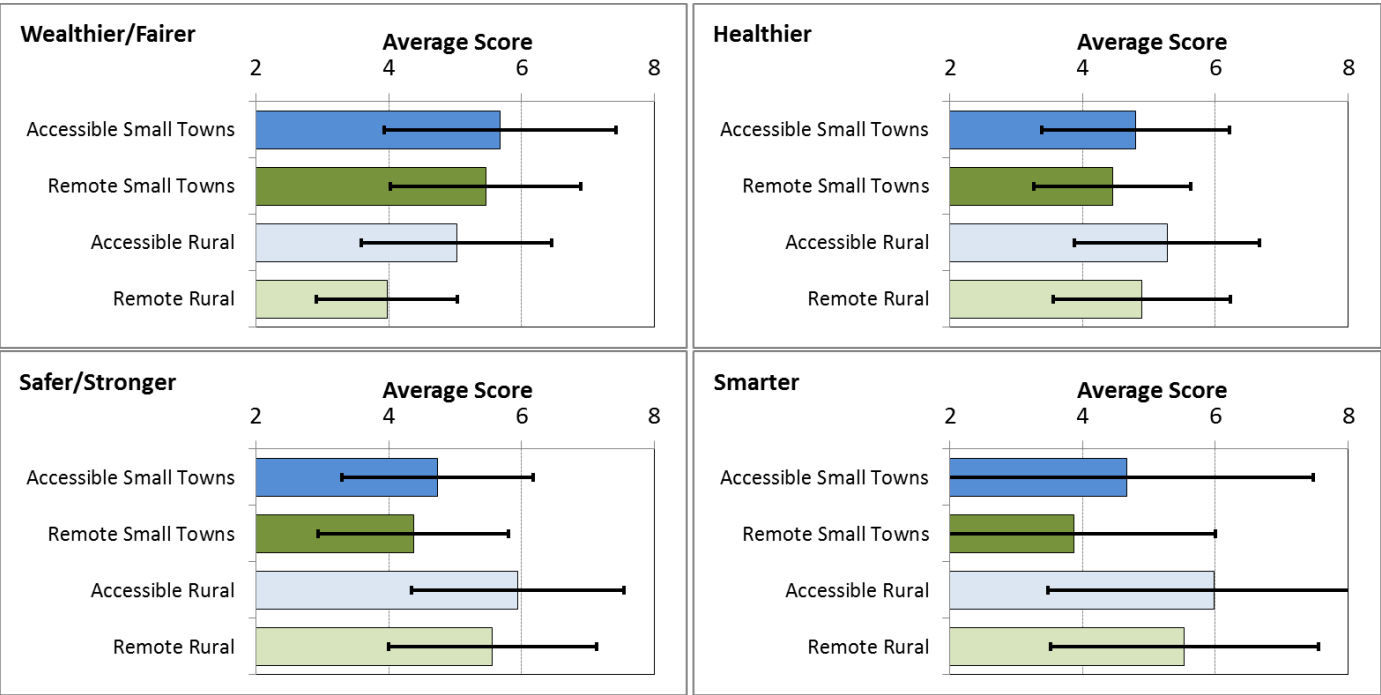 Wealthier/Fairer
Average Score
2 4 6 8
Accessible Small Towns
Remote Small Towns
Accessible Rural
Remote Rural
Healthier
Average Score
2 4 6 8
Accessible Small Towns
Remote Small Towns
Accessible Rural
Remote Rural
Safer/Stronger
Average Score
2 4 6 8
Accessible Small Towns
Remote Small Towns
Accessible Rural
Remote Rural
Smarter
Average Score
2 4 6 8
Accessible Small Towns
Remote Small Towns
Accessible Rural
Remote Rural